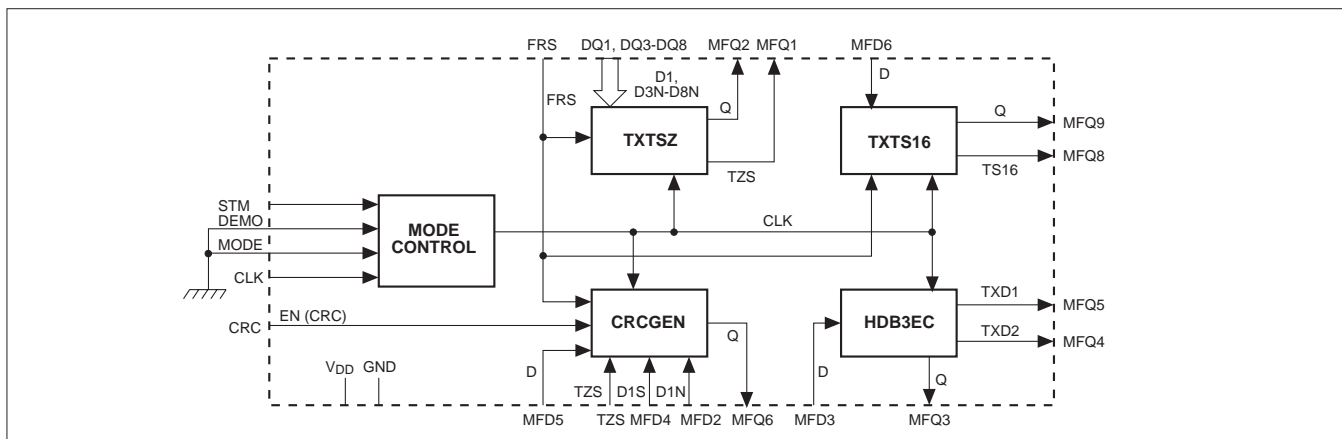 FRS DQ1, DQ3-DQ8 MFQ2 MFQ1 MFD6
D1,
D3N-D8N
FRS
Q
D
TXTSZ
TXTS16
Q
MFQ9
TS16
MFQ8
TZS
STM
DEMO
MODE
CLK
MODE
CONTROL
CLK
CRC
EN (CRC)
CRCGEN
Q
HDB3EC
TXD1
MFQ5
TXD2
MFQ4
VDD GND
D
TZS D1S D1N
D
Q
MFD5 TZS MFD4 MFD2 MFQ6 MFD3 MFQ3